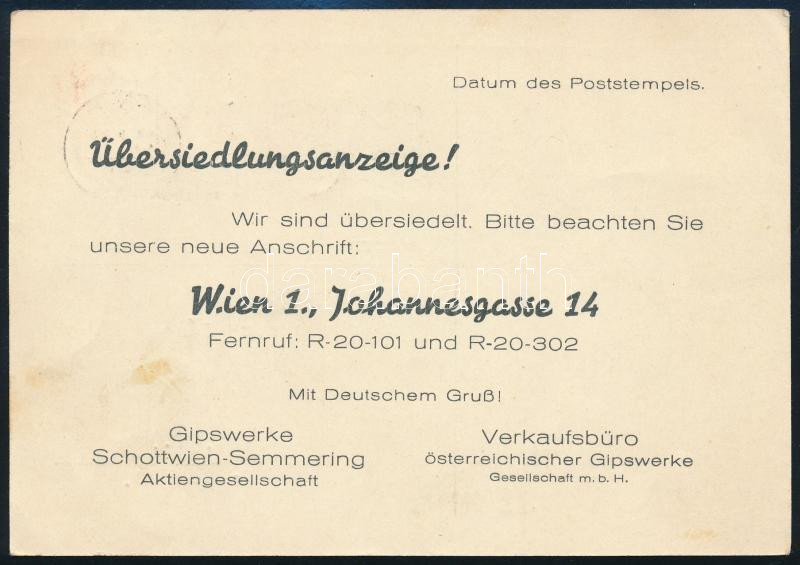 Datum des Poststempels.
Übersiedlungsanzeige!
Wir sind übersiedelt. Bitte beachten Sie
unsere neue Anschrift:
darabanth
Wien 1., Johannesgasse 14
Fernruf: R-20-101 und R-20-302
Mit Deutschem Gruß!
Gipswerke
Schottwien-Semmering
Aktiengesellschaft
Verkaufsbüro
österreichischer Gipswerke
Gesellschaft m. b. H.